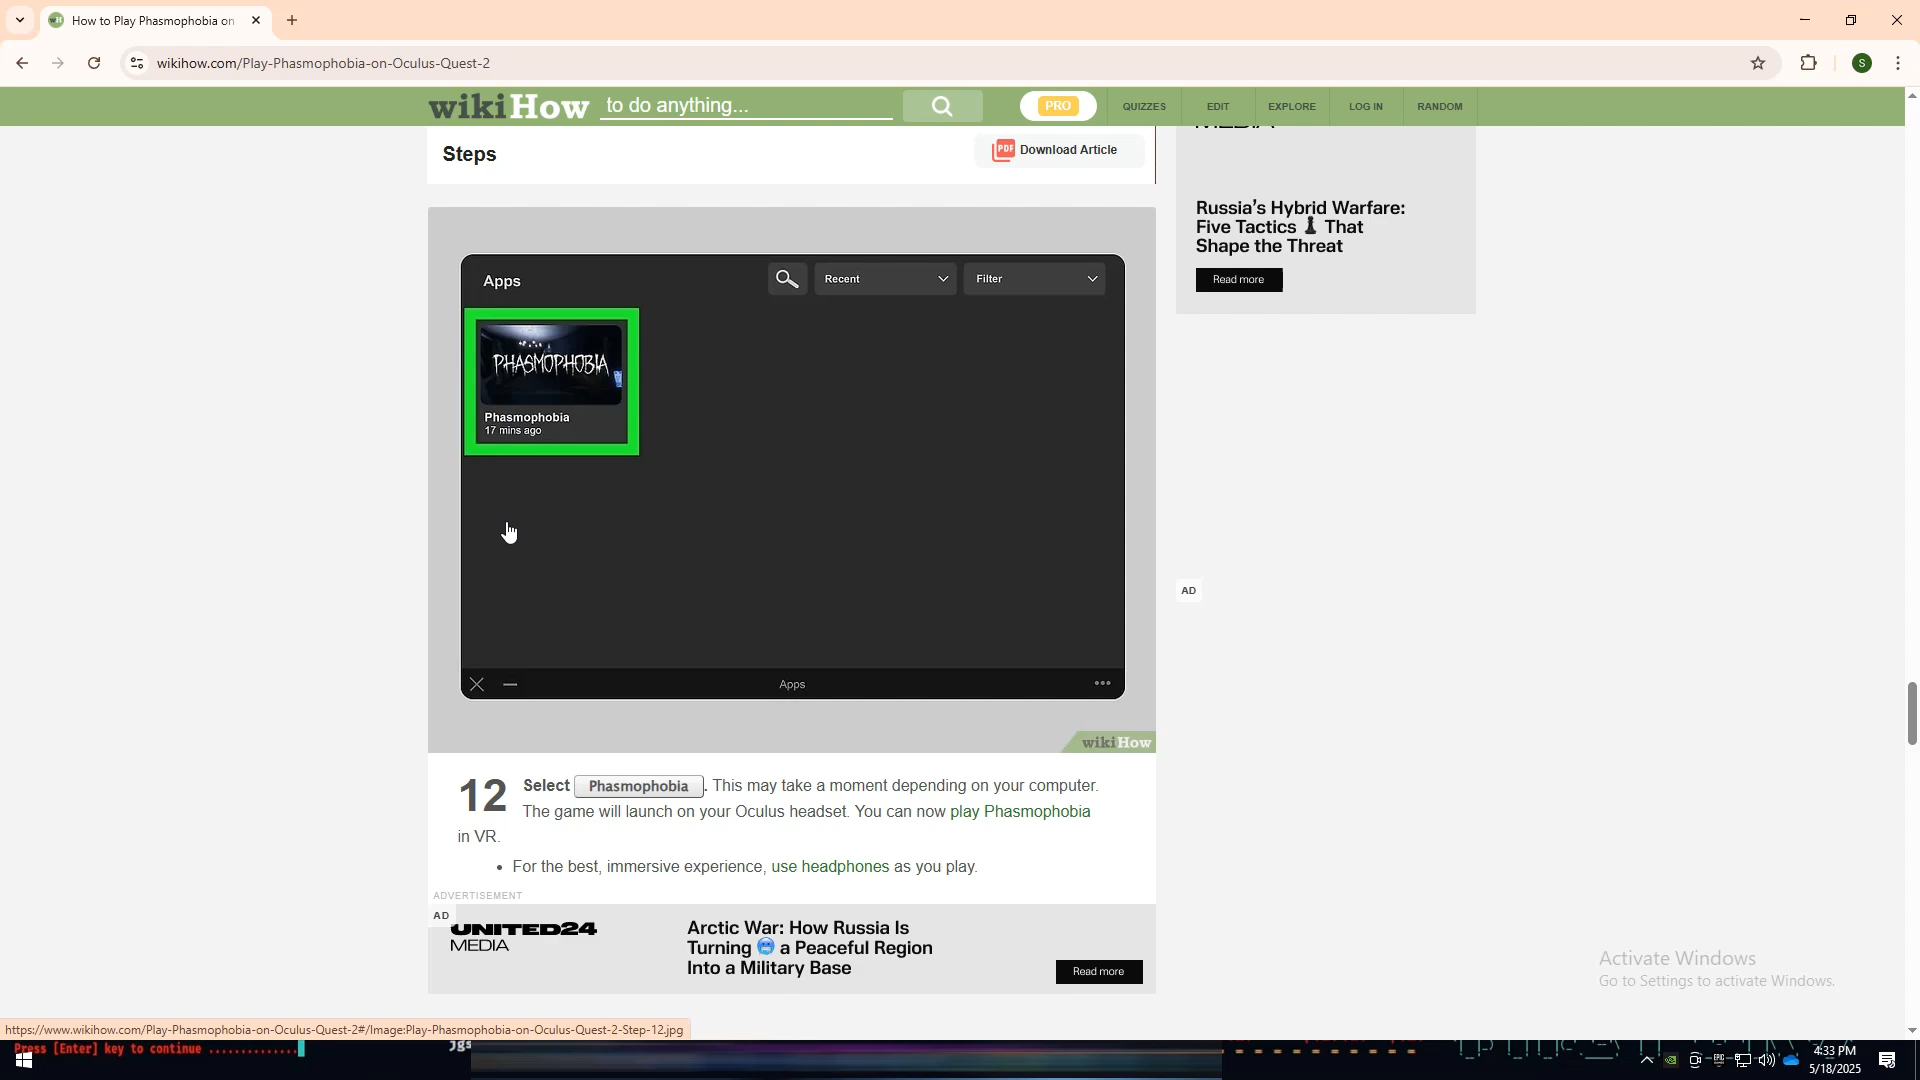 How to Play Phasmophobia on
wikihow.com/Play-Phasmophobia-on-Oculus-Quest-2
S
wikiHow to do anything... PRO QUIZZES EDIT EXPLORE LOG IN RANDOM
Steps
PDF Download Article
Apps
Recent
Filter
PHASMOPHOBIA
Phasmophobia
17 mins ago
Apps
wikiHow
12 Select Phasmophobia. This may take a moment depending on your computer.
The game will launch on your Oculus headset. You can now play Phasmophobia
in VR.
• For the best, immersive experience, use headphones as you play.
ADVERTISEMENT
AD
UNITED24
MEDIA
Arctic War: How Russia Is
Turning 🥶 a Peaceful Region
Into a Military Base
Read more
MEDIA
Russia's Hybrid Warfare:
Five Tactics ♟ That
Shape the Threat
Read more
AD
Activate Windows
Go to Settings to activate Windows.
https://www.wikihow.com/Play-Phasmophobia-on-Oculus-Quest-2#/Image:Play-Phasmophobia-on-Oculus-Quest-2-Step-12.jpg
Press [Enter] key to continue ..............
jgs
EPIC
4:33 PM
5/18/2025